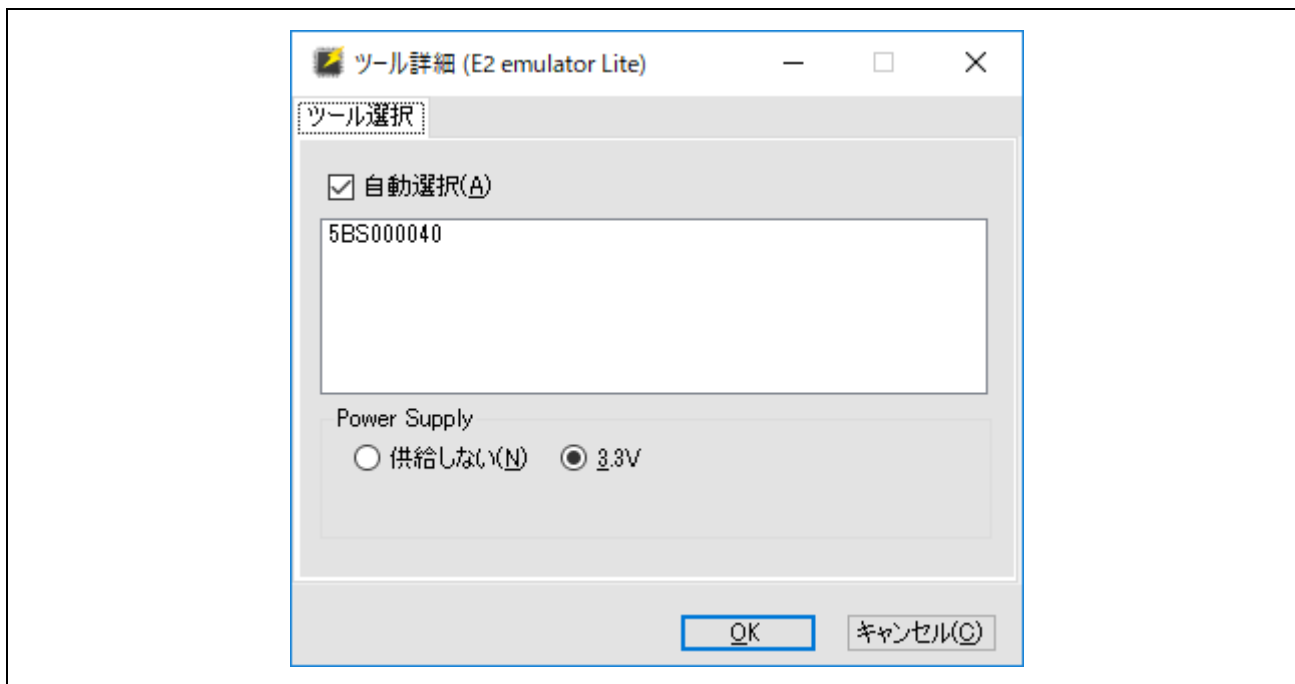 ツール詳細 (E2 emulator Lite)
ツール選択
自動選択(A)
5BS000040
Power Supply
供給しない(N) 3.3V
OK キャンセル(C)